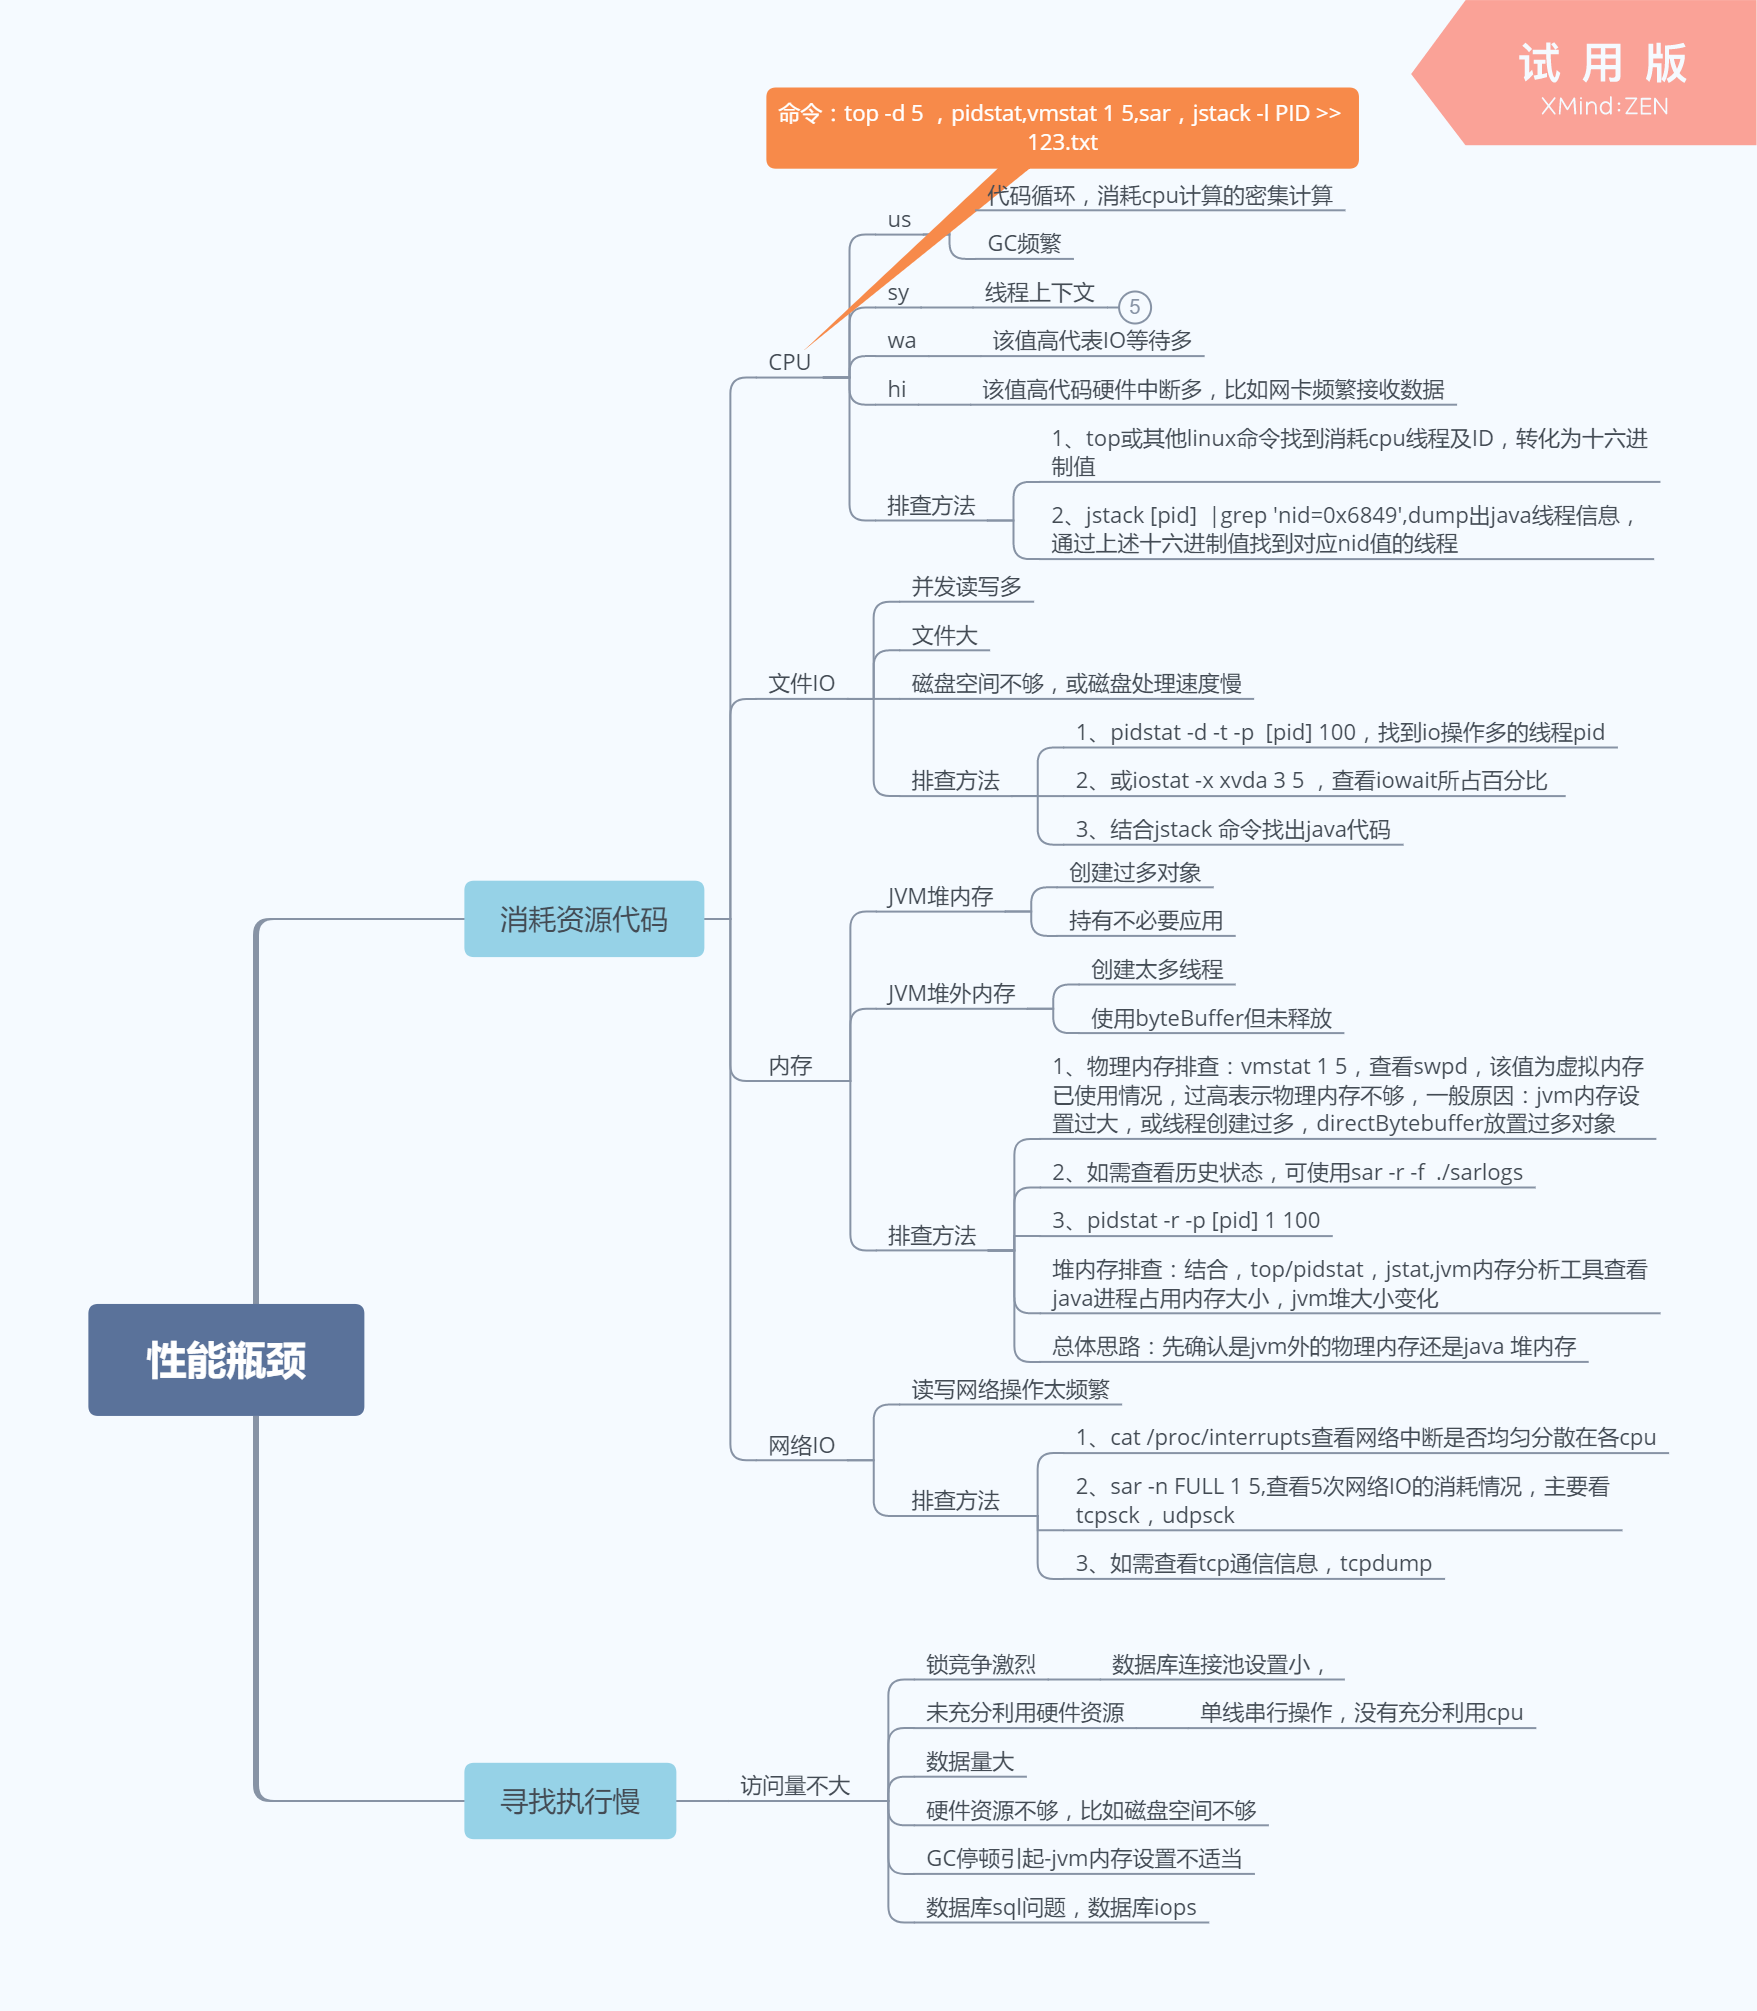 试 用 版
XMind:ZEN
命令：top -d 5 ，pidstat,vmstat 1 5,sar，jstack -l PID >>
123.txt
代码循环，消耗cpu计算的密集计算
us
GC频繁
sy
线程上下文
5
wa
该值高代表IO等待多
CPU
hi
该值高代码硬件中断多，比如网卡频繁接收数据
1、top或其他linux命令找到消耗cpu线程及ID，转化为十六进
制值
排查方法
2、jstack [pid]  |grep 'nid=0x6849',dump出java线程信息，
通过上述十六进制值找到对应nid值的线程
并发读写多
文件大
文件IO
磁盘空间不够，或磁盘处理速度慢
1、pidstat -d -t -p  [pid] 100，找到io操作多的线程pid
排查方法
2、或iostat -x xvda 3 5 ，查看iowait所占百分比
3、结合jstack 命令找出java代码
消耗资源代码
创建过多对象
JVM堆内存
持有不必要应用
创建太多线程
JVM堆外内存
使用byteBuffer但未释放
内存
1、物理内存排查：vmstat 1 5，查看swpd，该值为虚拟内存
已使用情况，过高表示物理内存不够，一般原因：jvm内存设
置过大，或线程创建过多，directBytebuffer放置过多对象
2、如需查看历史状态，可使用sar -r -f  ./sarlogs
3、pidstat -r -p [pid] 1 100
排查方法
堆内存排查：结合，top/pidstat，jstat,jvm内存分析工具查看
java进程占用内存大小，jvm堆大小变化
总体思路：先确认是jvm外的物理内存还是java 堆内存
性能瓶颈
读写网络操作太频繁
网络IO
1、cat /proc/interrupts查看网络中断是否均匀分散在各cpu
排查方法
2、sar -n FULL 1 5,查看5次网络IO的消耗情况，主要看
tcpsck，udpsck
3、如需查看tcp通信信息，tcpdump
锁竞争激烈
数据库连接池设置小，
未充分利用硬件资源
单线串行操作，没有充分利用cpu
数据量大
寻找执行慢
访问量不大
硬件资源不够，比如磁盘空间不够
GC停顿引起-jvm内存设置不适当
数据库sql问题，数据库iops